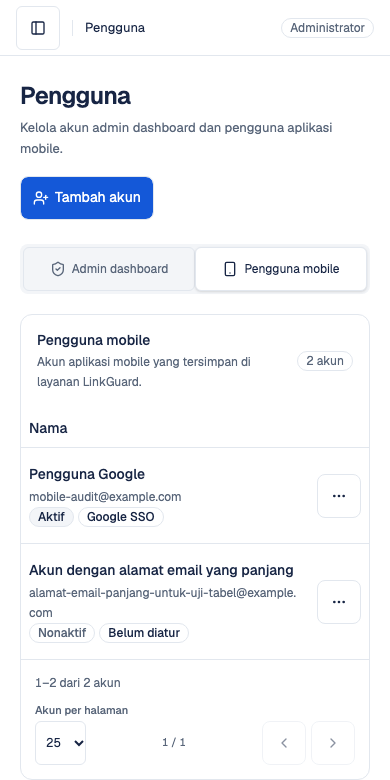 Pengguna
Administrator
Pengguna
Kelola akun admin dashboard dan pengguna aplikasi
mobile.
Tambah akun
Admin dashboard
Pengguna mobile
Pengguna mobile
Akun aplikasi mobile yang tersimpan di
layanan LinkGuard.
2 akun
Nama
Pengguna Google
mobile-audit@example.com
Aktif
Google SSO
Akun dengan alamat email yang panjang
alamat-email-panjang-untuk-uji-tabel@example.
com
Nonaktif
Belum diatur
1–2 dari 2 akun
Akun per halaman
25
1 / 1